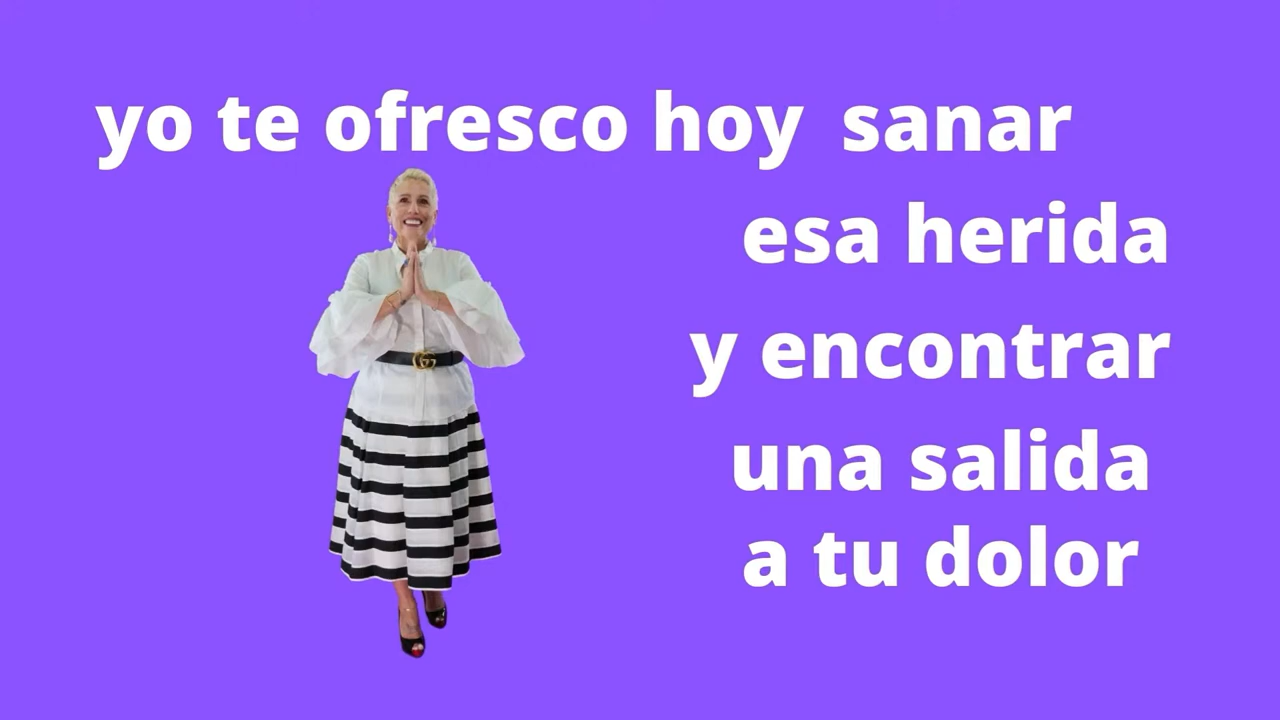 yo te ofresco hoy sanar
esa herida
y encontrar
una salida
a tu dolor